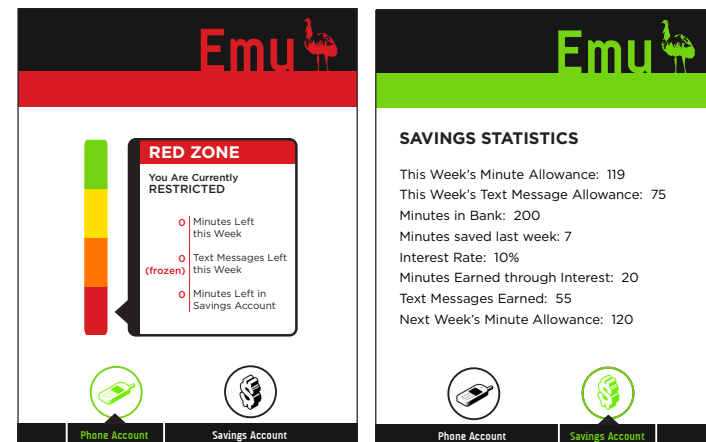 Emu
RED ZONE
You Are Currently
RESTRICTED
0 Minutes Left
this Week
0 Text Messages Left
(frozen) this Week
0 Minutes Left in
Savings Account
Phone Account Savings Account
Emu
SAVINGS STATISTICS
This Week's Minute Allowance: 119
This Week's Text Message Allowance: 75
Minutes in Bank: 200
Minutes saved last week: 7
Interest Rate: 10%
Minutes Earned through Interest: 20
Text Messages Earned: 55
Next Week's Minute Allowance: 120
Phone Account Savings Account